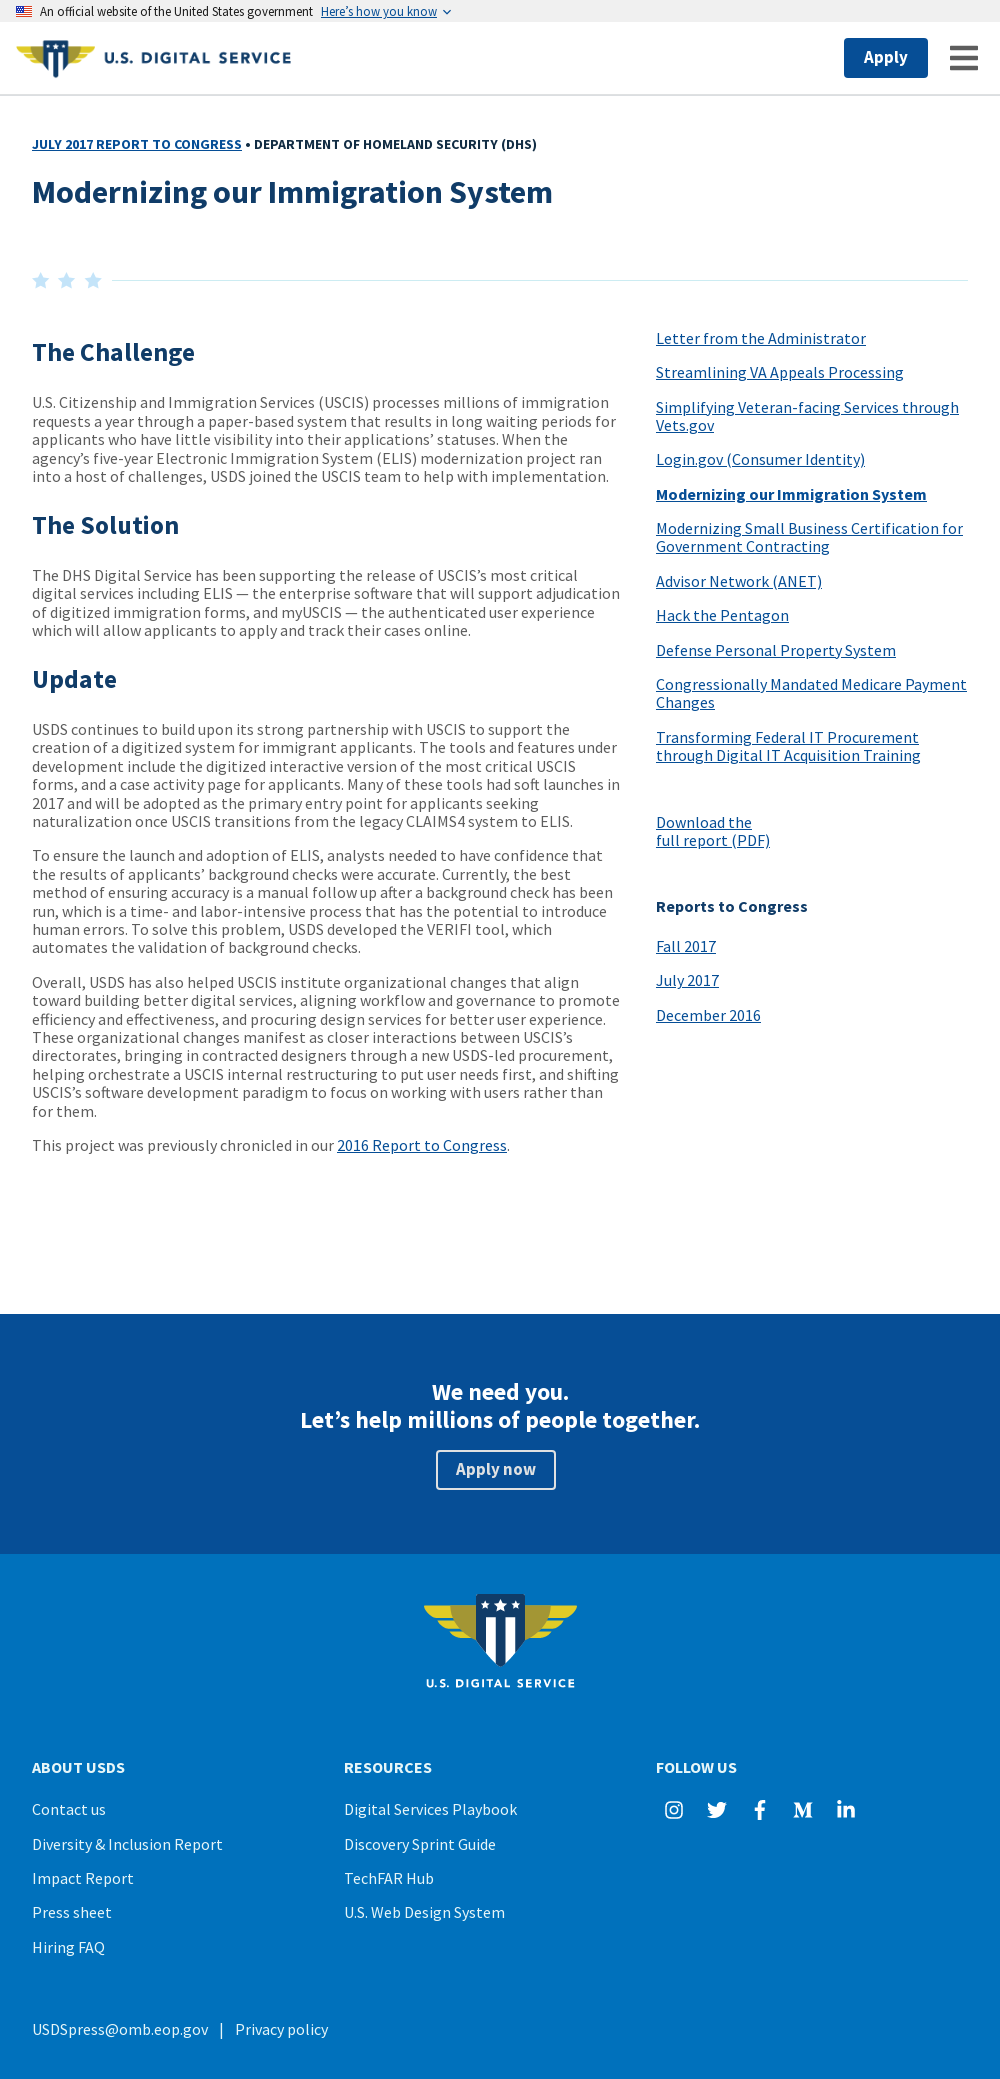 An official website of the United States government Here’s how you know
U.S. DIGITAL SERVICE
Apply
JULY 2017 REPORT TO CONGRESS • DEPARTMENT OF HOMELAND SECURITY (DHS)
Modernizing our Immigration System
The Challenge
U.S. Citizenship and Immigration Services (USCIS) processes millions of immigration
requests a year through a paper-based system that results in long waiting periods for
applicants who have little visibility into their applications’ statuses. When the
agency’s five-year Electronic Immigration System (ELIS) modernization project ran
into a host of challenges, USDS joined the USCIS team to help with implementation.
The Solution
The DHS Digital Service has been supporting the release of USCIS’s most critical
digital services including ELIS — the enterprise software that will support adjudication
of digitized immigration forms, and myUSCIS — the authenticated user experience
which will allow applicants to apply and track their cases online.
Update
USDS continues to build upon its strong partnership with USCIS to support the
creation of a digitized system for immigrant applicants. The tools and features under
development include the digitized interactive version of the most critical USCIS
forms, and a case activity page for applicants. Many of these tools had soft launches in
2017 and will be adopted as the primary entry point for applicants seeking
naturalization once USCIS transitions from the legacy CLAIMS4 system to ELIS.
To ensure the launch and adoption of ELIS, analysts needed to have confidence that
the results of applicants’ background checks were accurate. Currently, the best
method of ensuring accuracy is a manual follow up after a background check has been
run, which is a time- and labor-intensive process that has the potential to introduce
human errors. To solve this problem, USDS developed the VERIFI tool, which
automates the validation of background checks.
Overall, USDS has also helped USCIS institute organizational changes that align
toward building better digital services, aligning workflow and governance to promote
efficiency and effectiveness, and procuring design services for better user experience.
These organizational changes manifest as closer interactions between USCIS’s
directorates, bringing in contracted designers through a new USDS-led procurement,
helping orchestrate a USCIS internal restructuring to put user needs first, and shifting
USCIS’s software development paradigm to focus on working with users rather than
for them.
This project was previously chronicled in our 2016 Report to Congress.
Letter from the Administrator
Streamlining VA Appeals Processing
Simplifying Veteran-facing Services through
Vets.gov
Login.gov (Consumer Identity)
Modernizing our Immigration System
Modernizing Small Business Certification for
Government Contracting
Advisor Network (ANET)
Hack the Pentagon
Defense Personal Property System
Congressionally Mandated Medicare Payment
Changes
Transforming Federal IT Procurement
through Digital IT Acquisition Training
Download the
full report (PDF)
Reports to Congress
Fall 2017
July 2017
December 2016
We need you.
Let’s help millions of people together.
Apply now
U.S. DIGITAL SERVICE
ABOUT USDS
Contact us
Diversity & Inclusion Report
Impact Report
Press sheet
Hiring FAQ
RESOURCES
Digital Services Playbook
Discovery Sprint Guide
TechFAR Hub
U.S. Web Design System
FOLLOW US
USDSpress@omb.eop.gov | Privacy policy